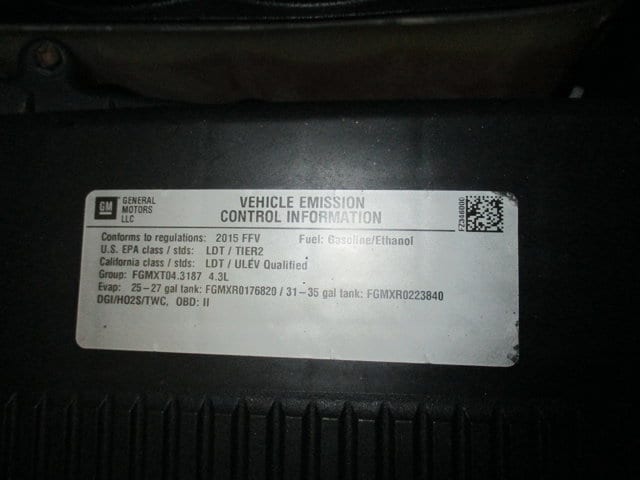 GM
GENERAL
MOTORS
LLC
VEHICLE EMISSION
CONTROL INFORMATION
Conforms to regulations: 2015 FFV Fuel: Gasoline/Ethanol
U.S. EPA class / stds: LDT / TIER2
California class / stds: LDT / ULEV Qualified
Group: FGMXT04.3187 4.3L
Evap: 25-27 gal tank: FGMXR0176820 / 31-35 gal tank: FGMXR0223840
DGI/HO2S/TWC, OBD: II